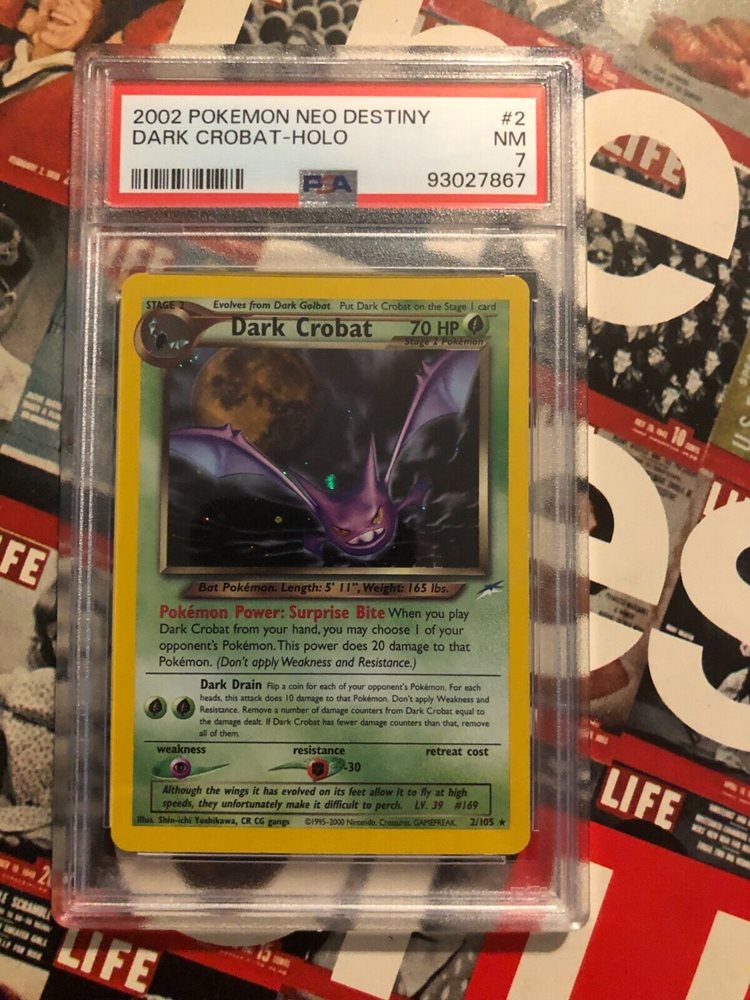 2002 POKEMON NEO DESTINY #2
DARK CROBAT-HOLO NM
7
PSA 93027867
STAGE 2 Evolves from Dark Golbat Put Dark Crobat on the Stage 1 card
Dark Crobat 70 HP
Stage 2 Pokémon
Bat Pokémon. Length: 5' 11", Weight: 165 lbs.
Pokémon Power: Surprise Bite When you play
Dark Crobat from your hand, you may choose 1 of your
opponent's Pokémon. This power does 20 damage to that
Pokémon. (Don't apply Weakness and Resistance.)
Dark Drain Flip a coin for each of your opponent's Pokémon. For each
heads, this attack does 10 damage to that Pokémon. Don't apply Weakness and
Resistance. Remove a number of damage counters from Dark Crobat equal to
the damage dealt. If Dark Crobat has fewer damage counters than that, remove
all of them.
weakness resistance retreat cost
-30
Although the wings it has evolved on its feet allow it to fly at high
speeds, they unfortunately make it difficult to perch. LV. 39 #169
Illus. Shin-ichi Yoshikawa, CR CG gangs ©1995-2000 Nintendo, Creatures, GAMEFREAK. 2/105 ★
LIFE
LIFE
LIFE
LIFE